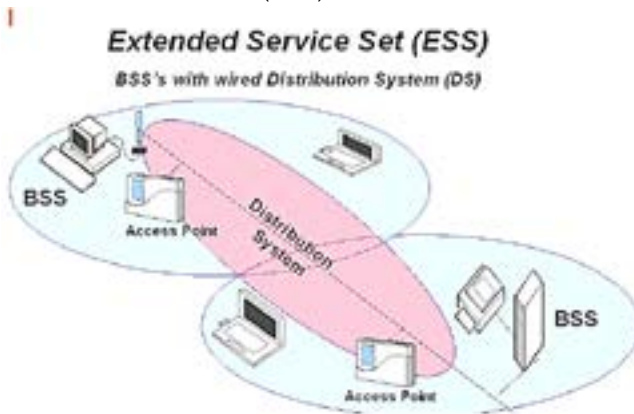 Extended Service Set (ESS)
BSS's with wired Distribution System (DS)
BSS
Access Point
Distribution
System
BSS
Access Point